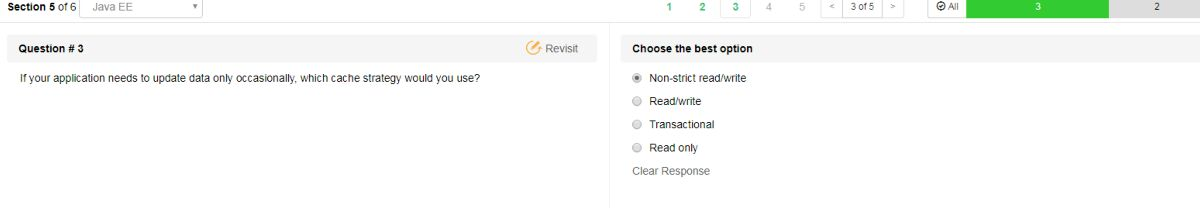 Section 5 of 6 Java EE 1 2 3 4 5 < 3 of 5 > All 3 2
Question # 3 Revisit
If your application needs to update data only occasionally, which cache strategy would you use?
Choose the best option
Non-strict read/write
Read/write
Transactional
Read only
Clear Response